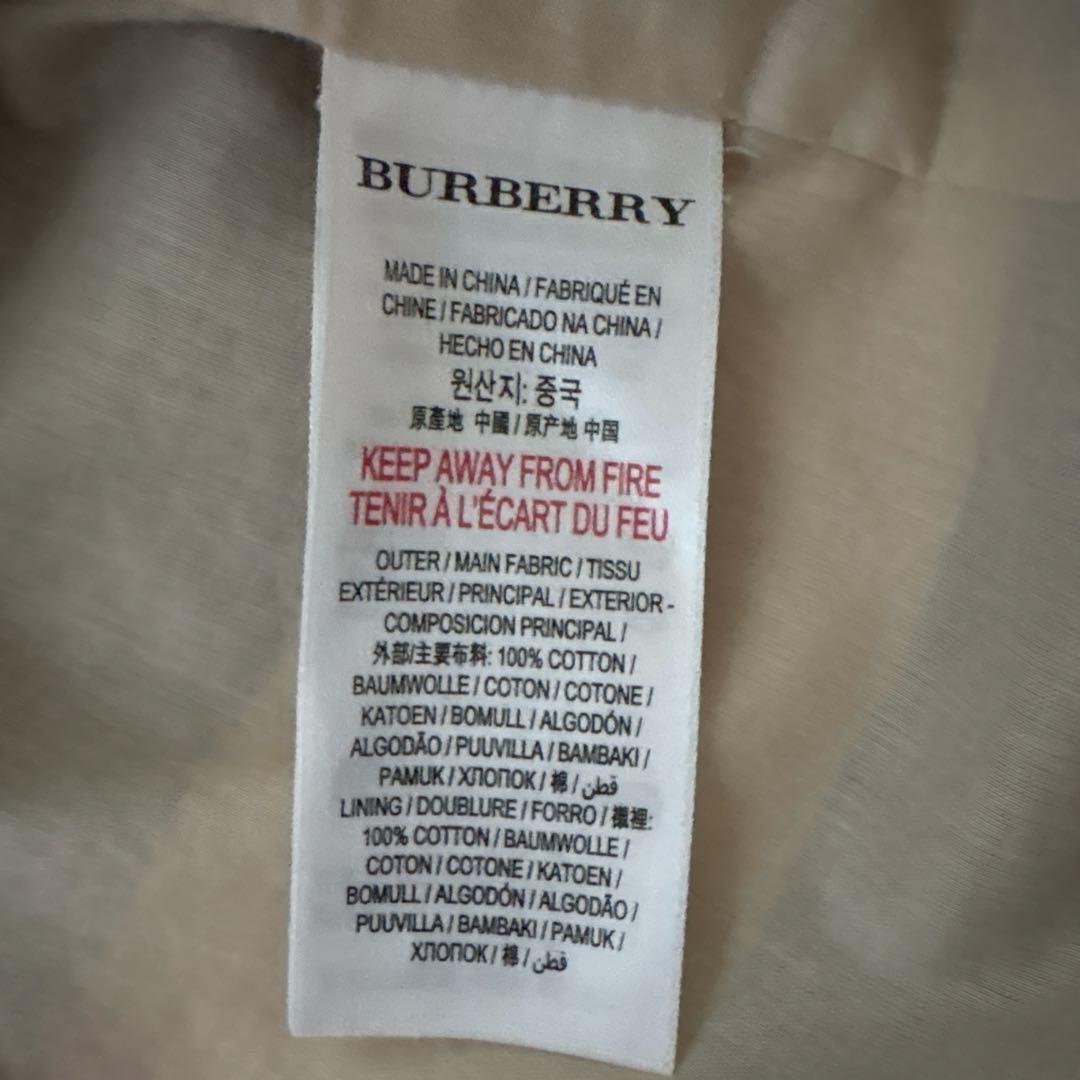 BURBERRY
MADE IN CHINA / FABRIQUÉ EN
CHINE / FABRICADO NA CHINA /
HECHO EN CHINA
원산지: 중국
原產地 中國 / 原产地 中国
KEEP AWAY FROM FIRE
TENIR À L'ÉCART DU FEU
OUTER / MAIN FABRIC / TISSU
EXTÉRIEUR / PRINCIPAL / EXTERIOR -
COMPOSICION PRINCIPAL /
外部/主要布料: 100% COTTON /
BAUMWOLLE / COTON / COTONE /
KATOEN / BOMULL / ALGODÓN /
ALGODÃO / PUUVILLA / BAMBAKI /
PAMUK / ХЛОПОК / 棉 / قطن
LINING / DOUBLURE / FORRO / 襯裡:
100% COTTON / BAUMWOLLE /
COTON / COTONE / KATOEN /
BOMULL / ALGODÓN / ALGODÃO /
PUUVILLA / BAMBAKI / PAMUK /
ХЛОПОК / 棉 / قطن